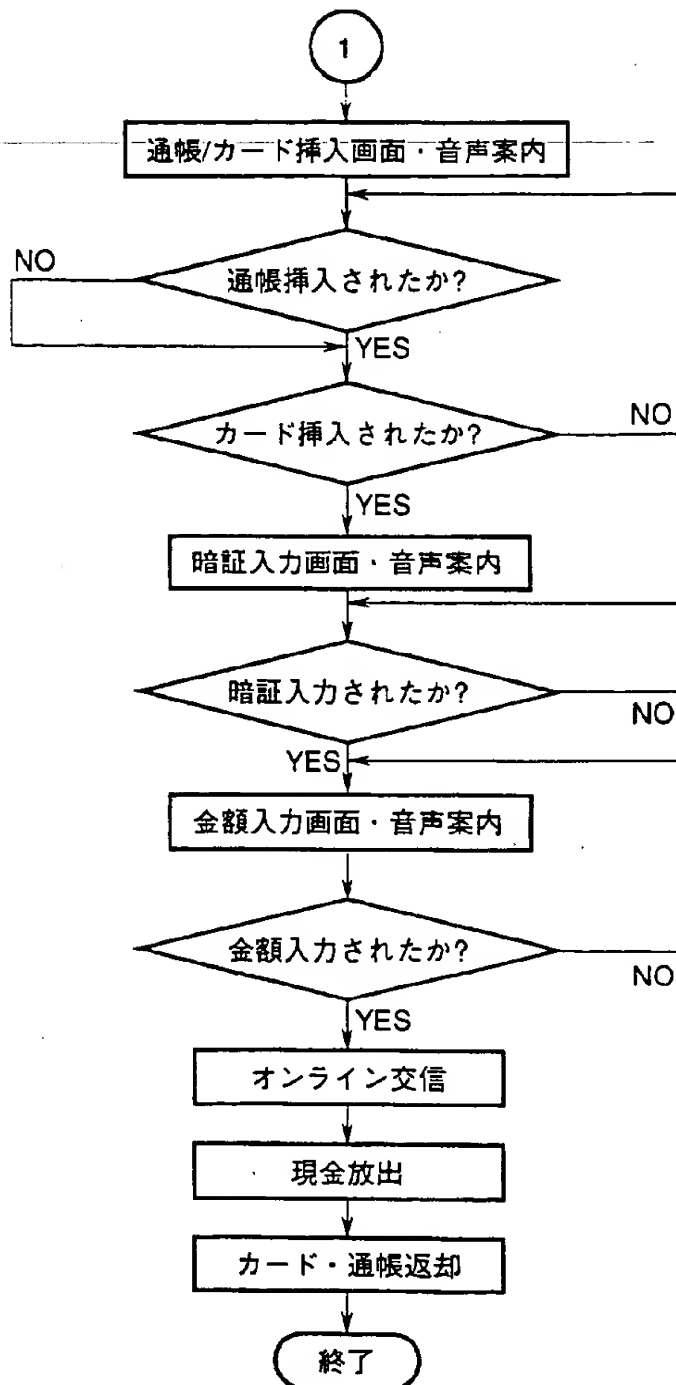 1
通帳/カード挿入画面・音声案内
NO
通帳挿入されたか?
YES
カード挿入されたか?
NO
YES
暗証入力画面・音声案内
暗証入力されたか?
NO
YES
金額入力画面・音声案内
金額入力されたか?
NO
YES
オンライン交信
現金放出
カード・通帳返却
終了